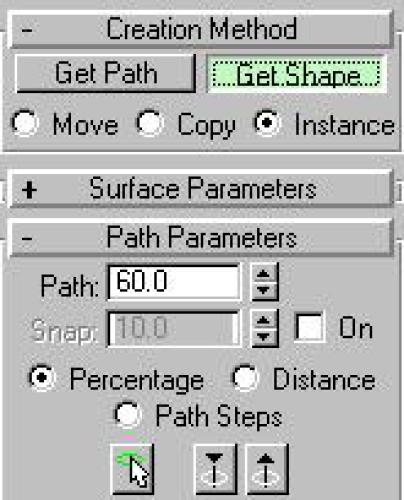 - Creation Method
Get Path Get Shape
Move Copy Instance
+ Surface Parameters
- Path Parameters
Path: 60.0
Snap: 10.0 On
Percentage Distance
Path Steps